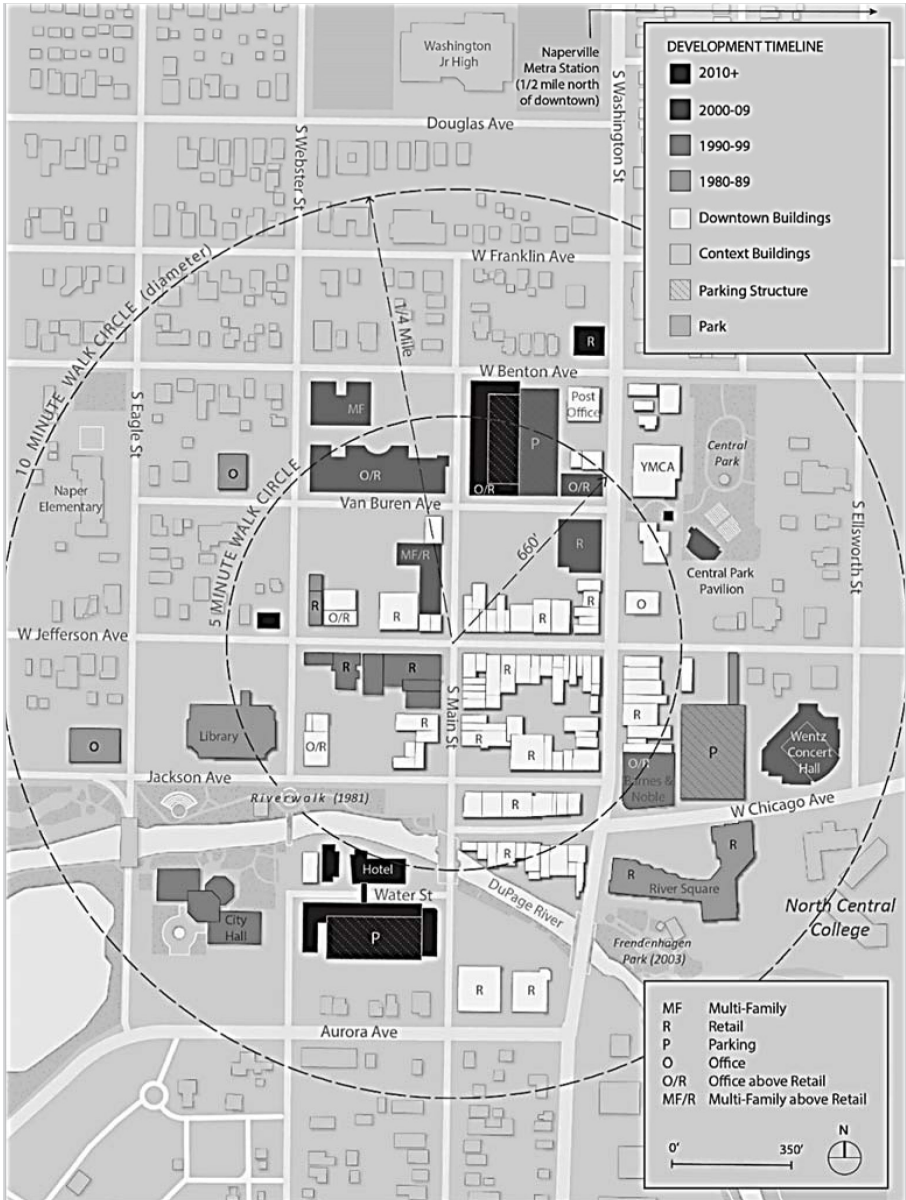 Washington
Jr High
Naperville
Metra Station
(1/2 mile north
of downtown)
S Washington St
DEVELOPMENT TIMELINE
2010+
2000-09
1990-99
1980-89
Downtown Buildings
Context Buildings
Parking Structure
Park
Douglas Ave
S Webster St
10 MINUTE WALK CIRCLE (diameter)
W Franklin Ave
1/4 Mile
R
W Benton Ave
S Eagle St
MF
Post
Office
P
O/R
O/R
YMCA
Central
Park
Naper
Elementary
O
O/R
5 MINUTE WALK CIRCLE
Van Buren Ave
S Ellsworth St
MF/R
660'
R
Central Park
Pavilion
R
O/R
R
R
R
O
W Jefferson Ave
R
R
R
S Main St
Library
O
O/R
R
R
R
R
P
Wentz
Concert
Hall
O/R
Barnes &
Noble
Jackson Ave
Riverwalk (1981)
R
W Chicago Ave
Hotel
R
R
R
River Square
Water St
DuPage River
City
Hall
P
North Central
College
Frendenhagen
Park (2003)
R
R
Aurora Ave
MF Multi-Family
R Retail
P Parking
O Office
O/R Office above Retail
MF/R Multi-Family above Retail
N
0' 350'